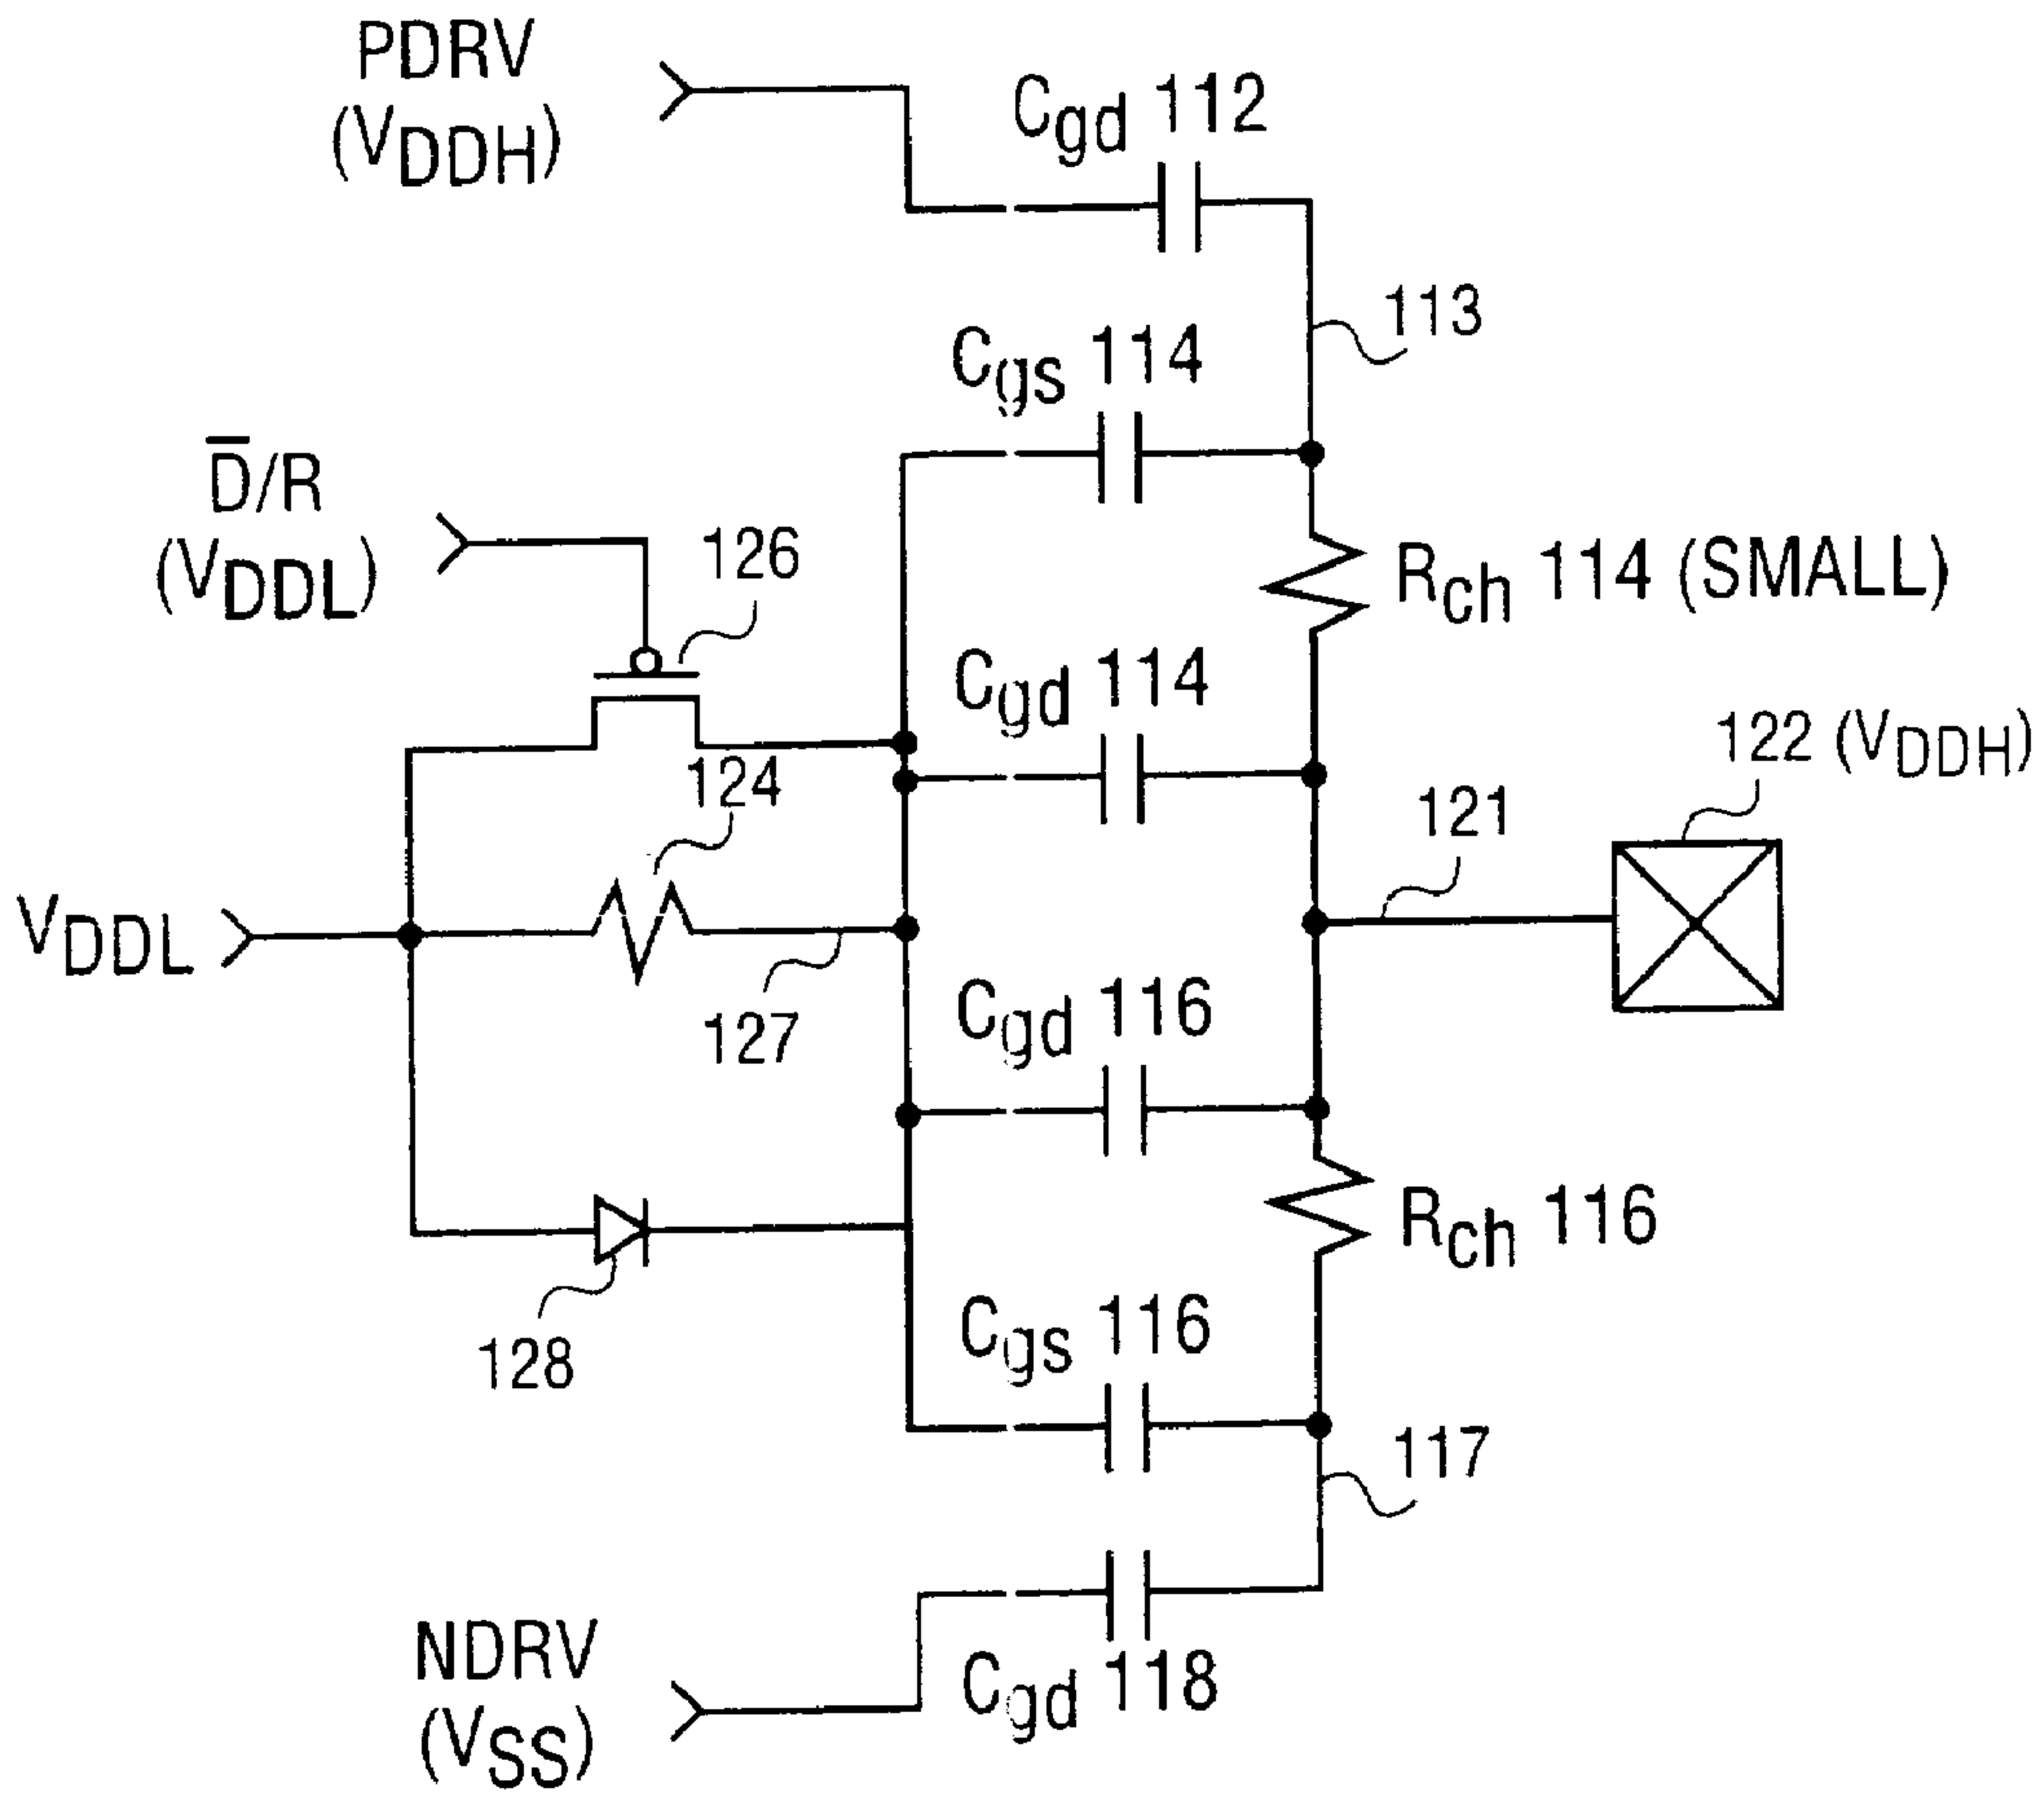 PDRV
(VDDH)
Cgd 112
113
Cgs 114
D̅/R
(VDDL)
126
Rch 114 (SMALL)
Cgd 114
122 (VDDH)
124
121
VDDL
127
Cgd 116
Rch 116
128
Cgs 116
117
NDRV
(VSS)
Cgd 118